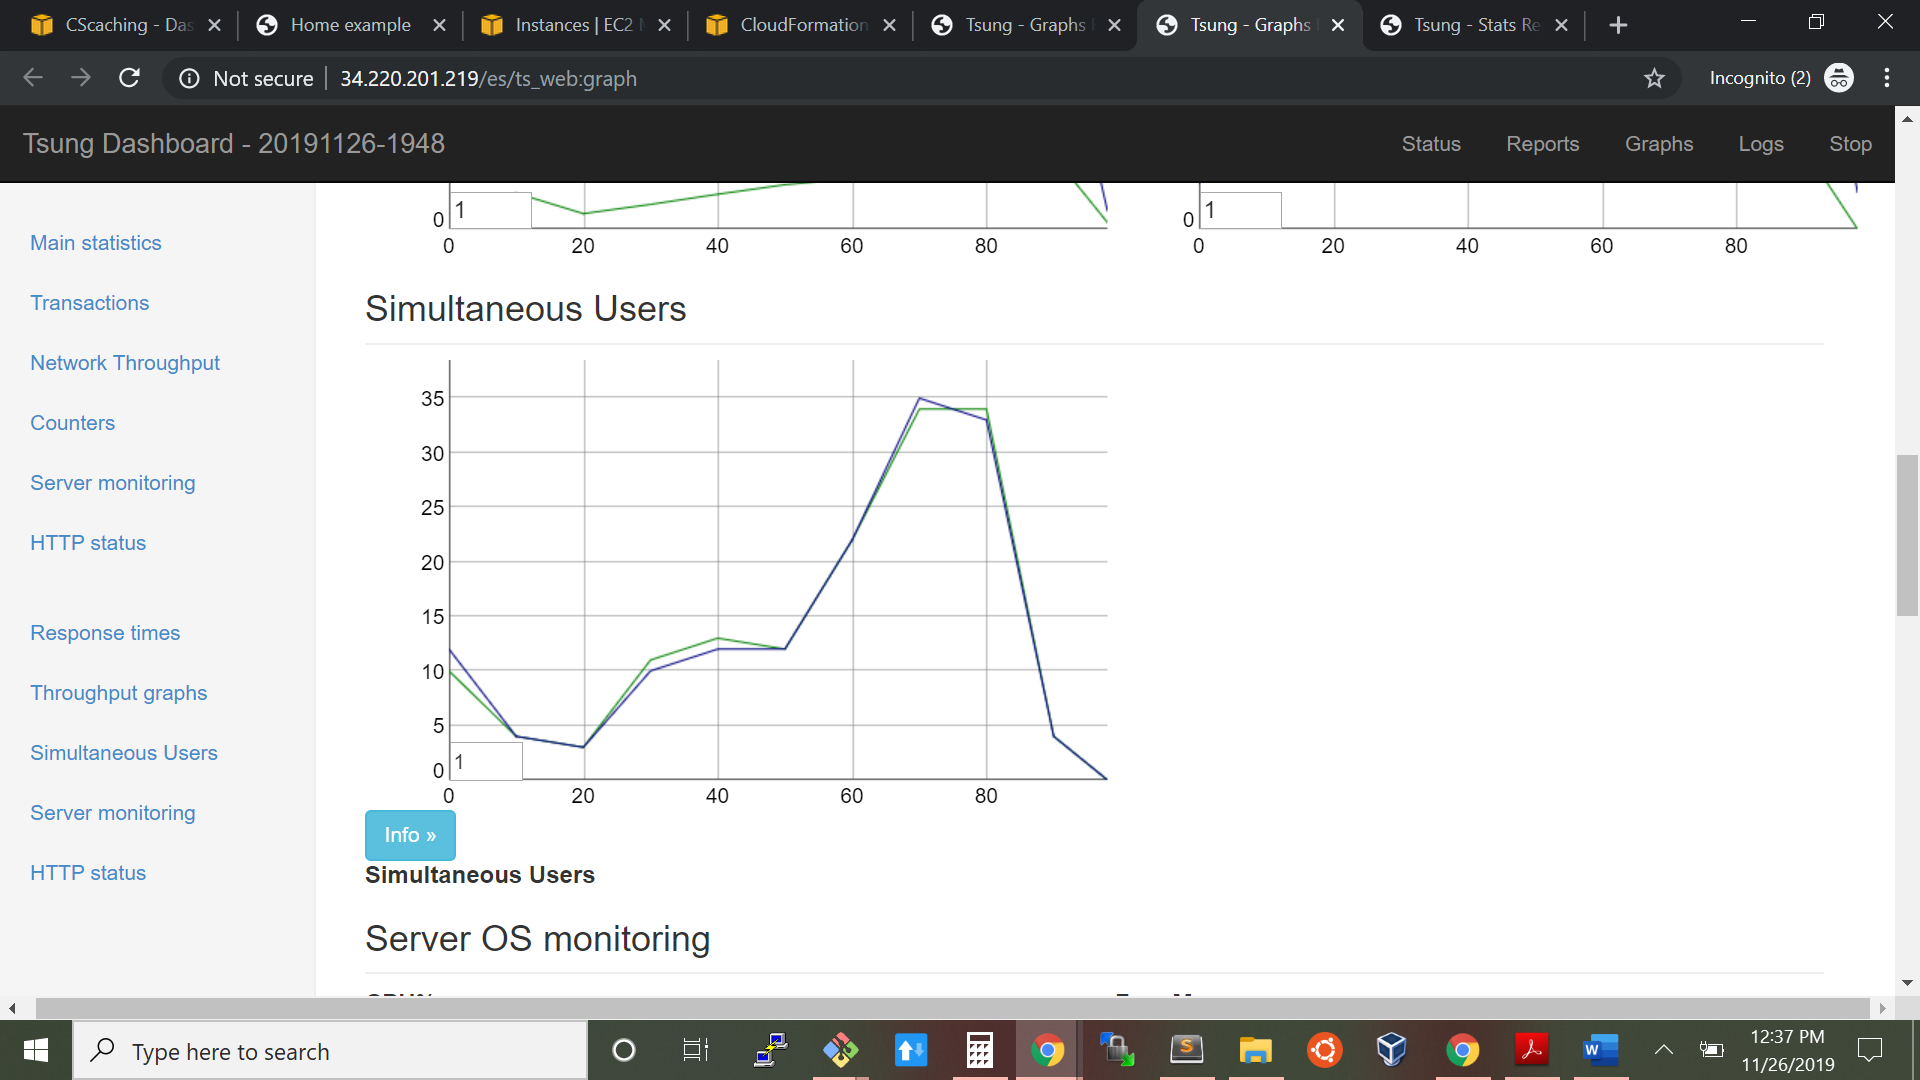 CScaching - Das
Home example
Instances | EC2
CloudFormation
Tsung - Graphs
Tsung - Graphs
Tsung - Stats Re
Not secure
34.220.201.219/es/ts_web:graph
Incognito (2)
Tsung Dashboard - 20191126-1948
Status
Reports
Graphs
Logs
Stop
Main statistics
Transactions
Network Throughput
Counters
Server monitoring
HTTP status
Response times
Throughput graphs
Simultaneous Users
Server monitoring
HTTP status
0
1
0 20 40 60 80
0
1
0 20 40 60 80
Simultaneous Users
35
30
25
20
15
10
5
0
1
0 20 40 60 80
Info »
Simultaneous Users
Server OS monitoring
Type here to search
12:37 PM
11/26/2019